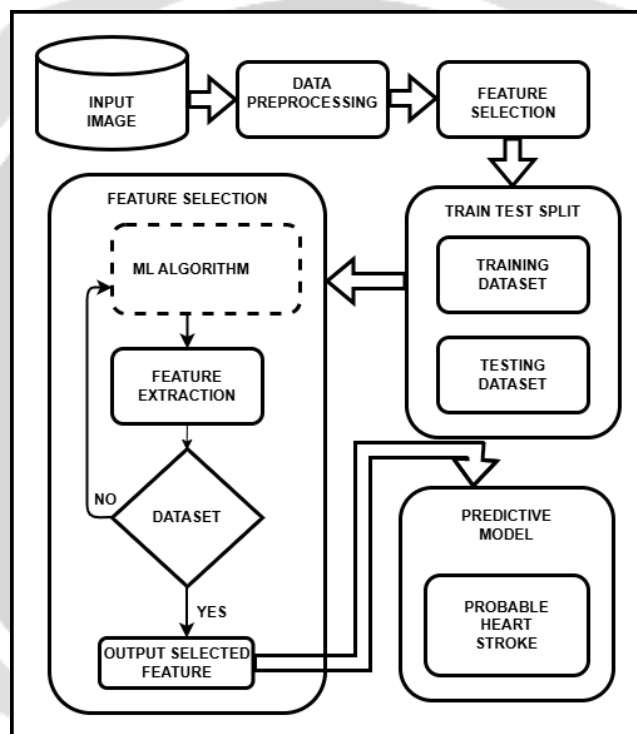 INPUT
IMAGE
DATA
PREPROCESSING
FEATURE
SELECTION
TRAIN TEST SPLIT
TRAINING
DATASET
TESTING
DATASET
FEATURE SELECTION
ML ALGORITHM
FEATURE
EXTRACTION
DATASET
NO
YES
OUTPUT SELECTED
FEATURE
PREDICTIVE
MODEL
PROBABLE
HEART
STROKE